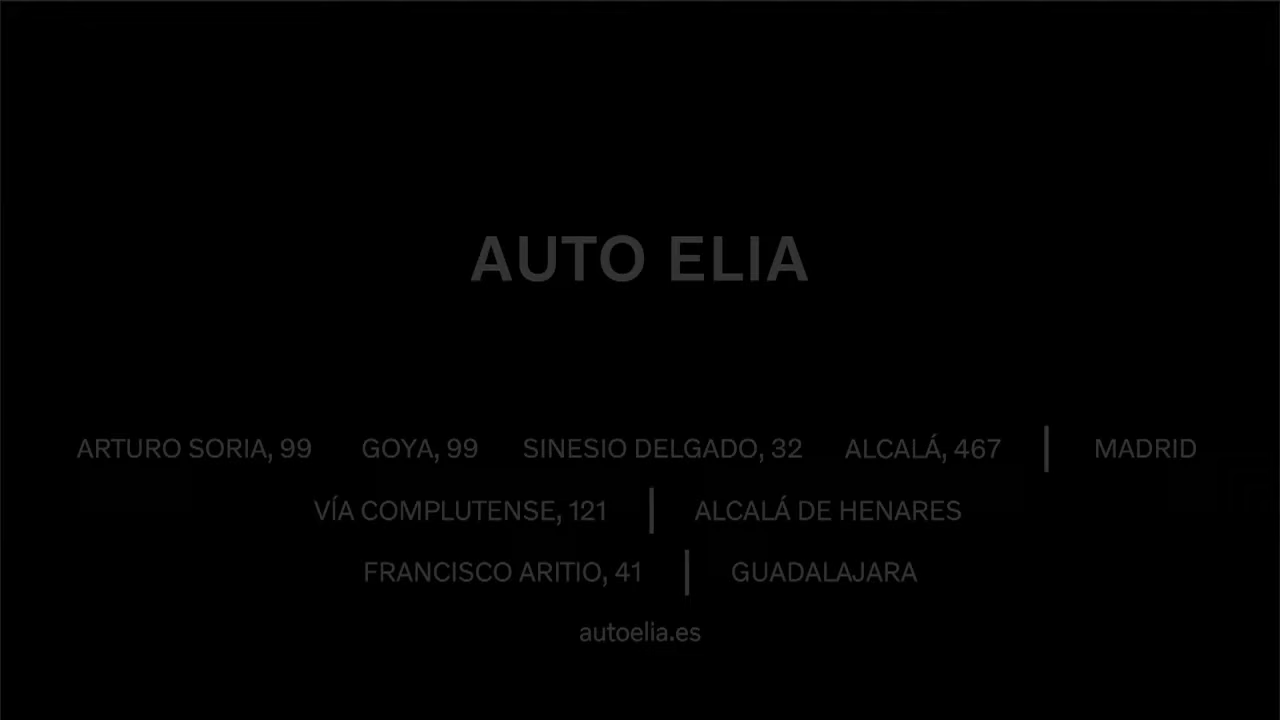 AUTO ELIA
ARTURO SORIA, 99 GOYA, 99 SINESIO DELGADO, 32 ALCALÁ, 467 | MADRID
VÍA COMPLUTENSE, 121 | ALCALÁ DE HENARES
FRANCISCO ARITIO, 41 | GUADALAJARA
autoelia.es